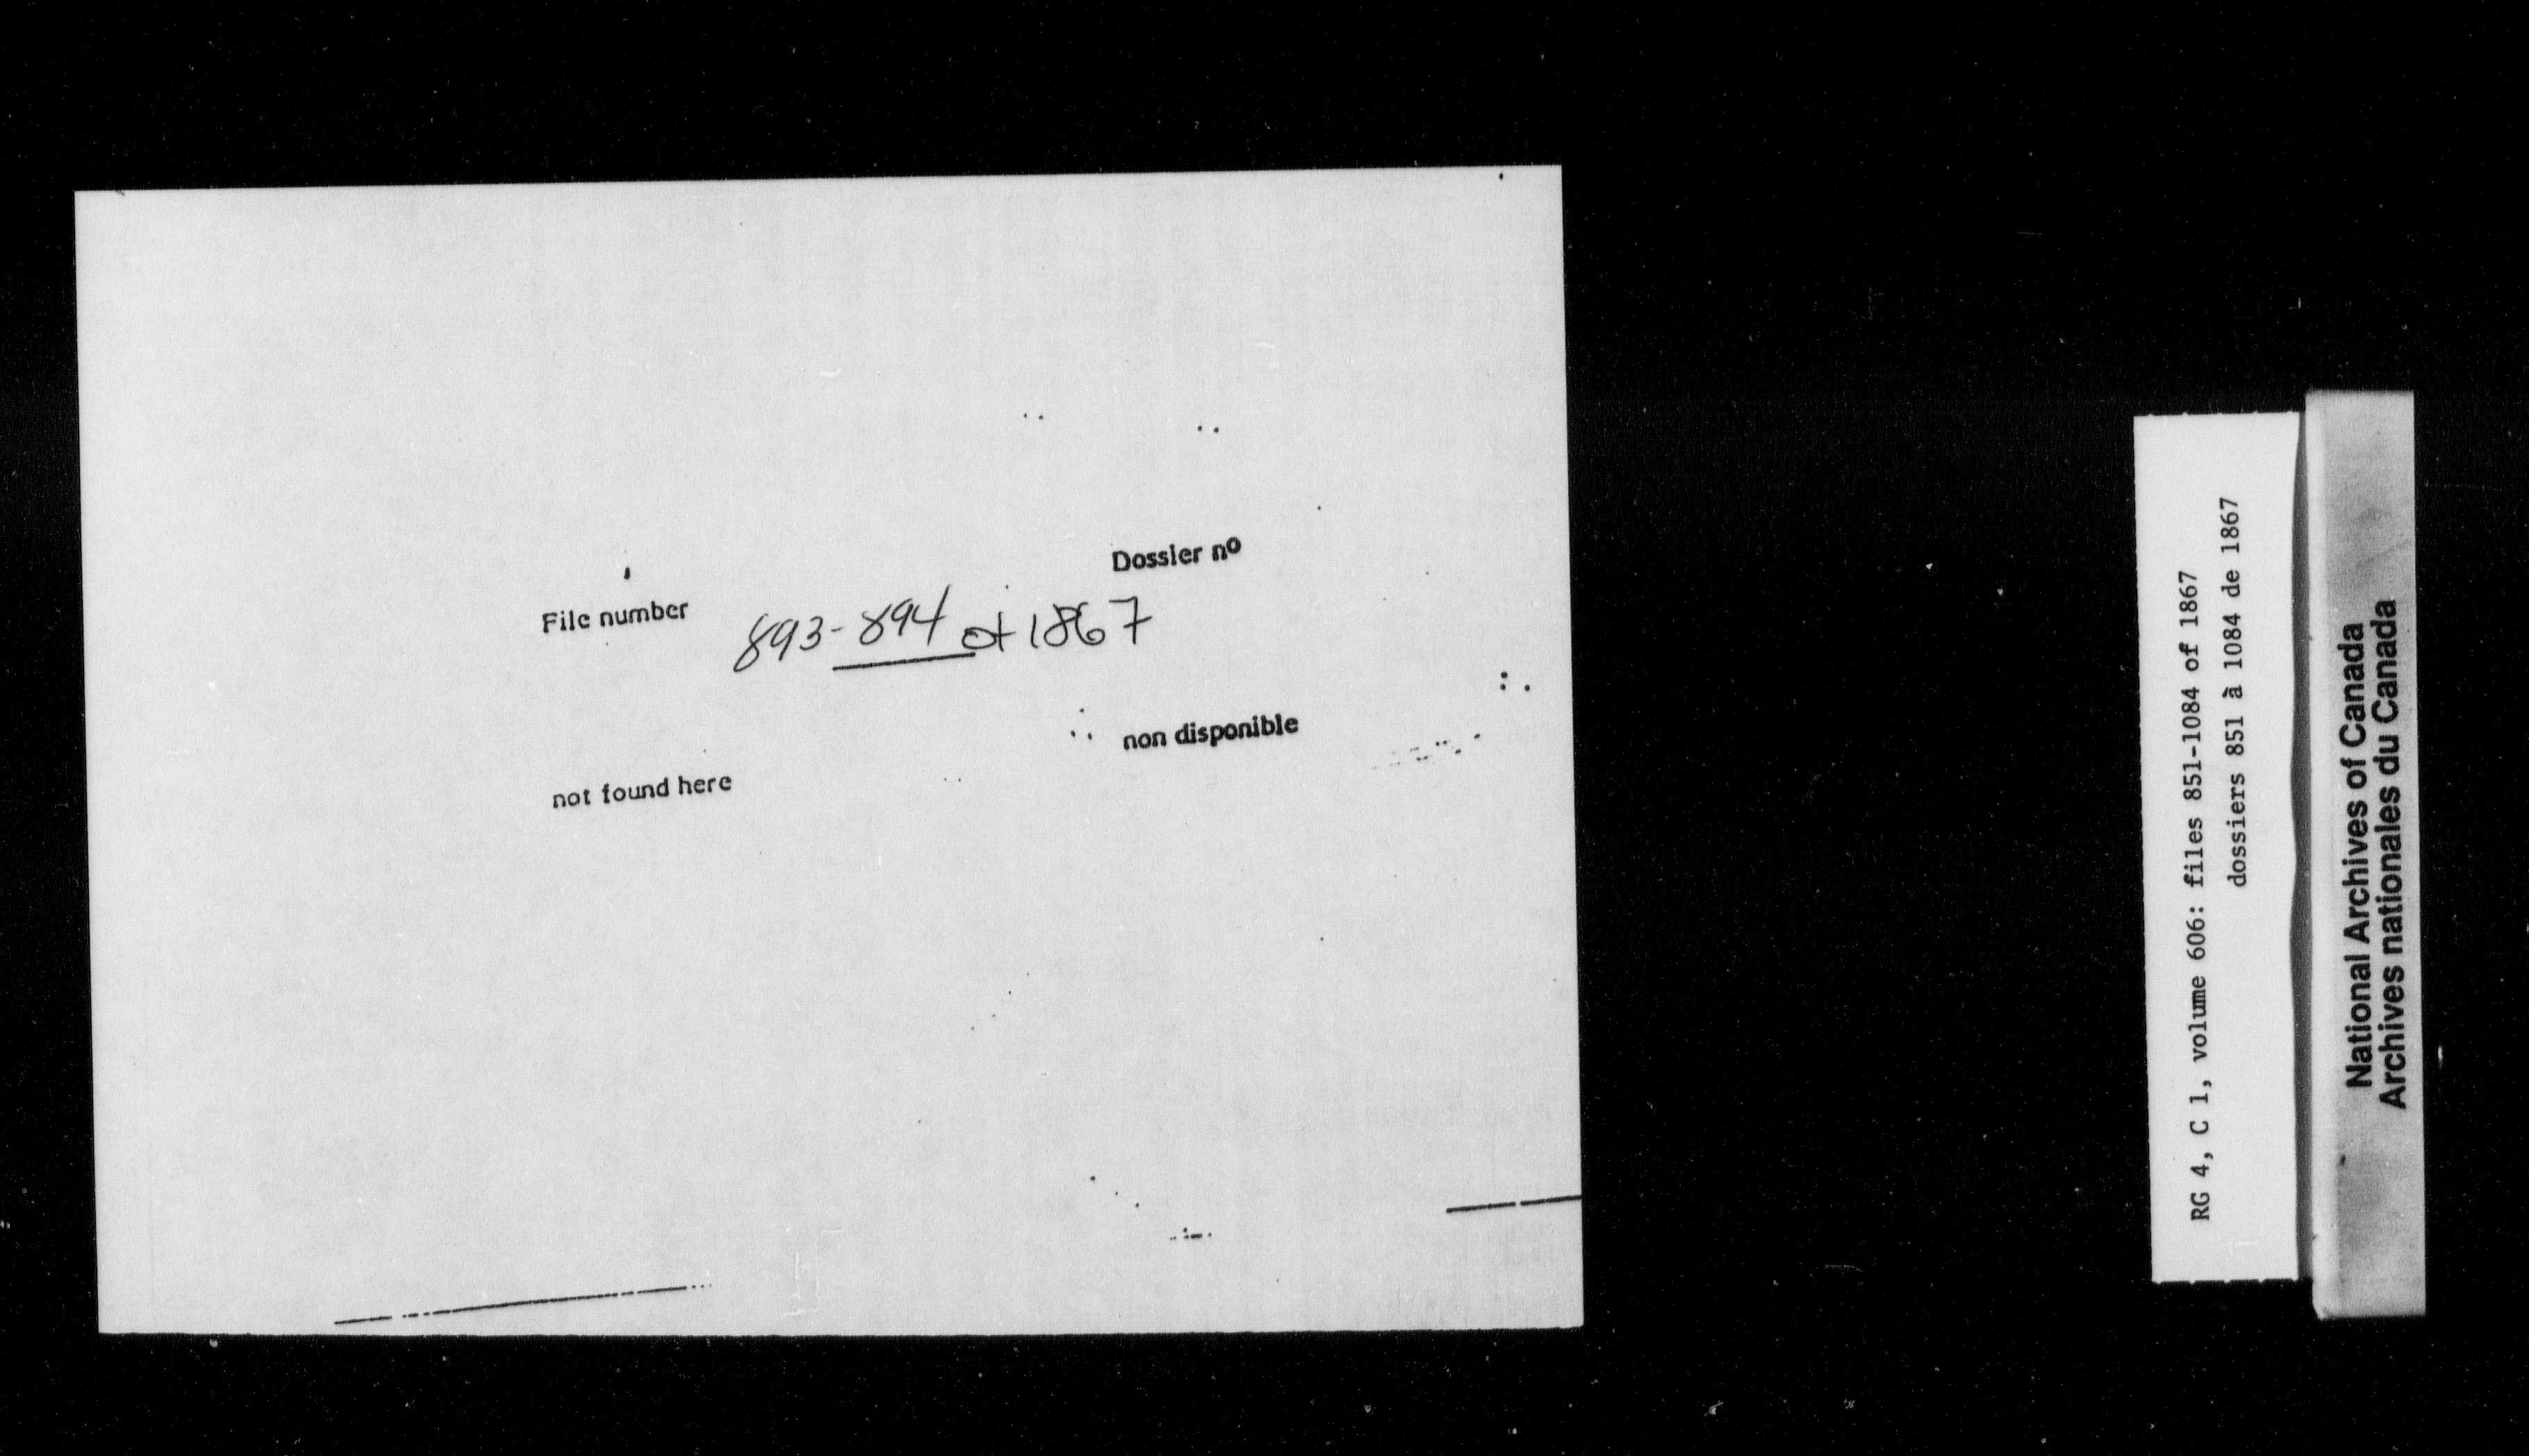 Dossier nº
File number
893-894 of 1867
non disponible
not found here
RG 4, C 1, volume 606: files 851-1084 of 1867
dossiers 851 à 1084 de 1867
National Archives of Canada
Archives nationales du Canada